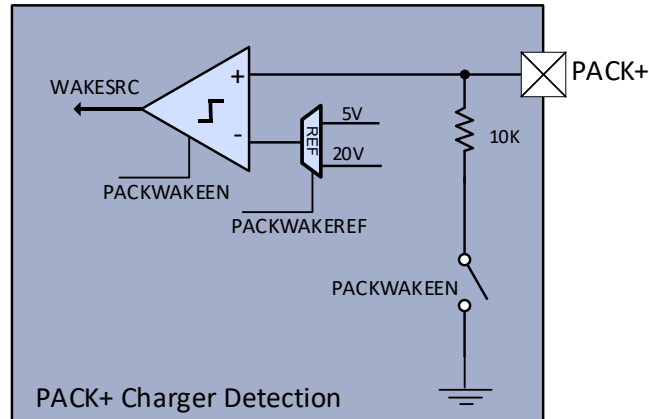 WAKESRC
+
-
REF
5V
20V
PACK+
10K
PACKWAKEEN
PACKWAKEREF
PACKWAKEEN
PACK+ Charger Detection